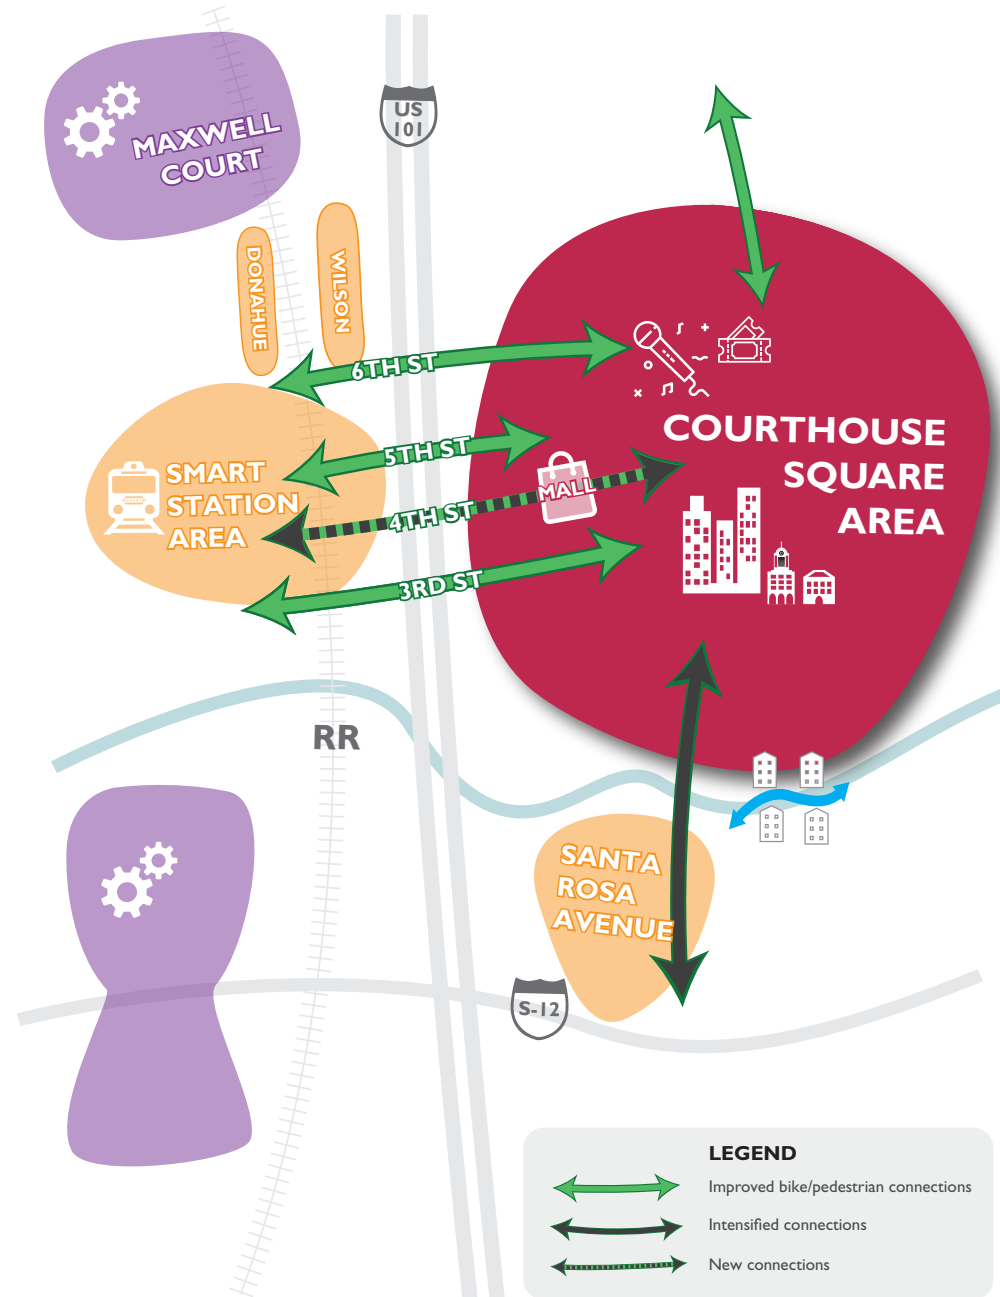 US
101
MAXWELL
COURT
DONAHUE
WILSON
6TH ST
5TH ST
4TH ST
3RD ST
MALL
COURTHOUSE
SQUARE
AREA
SMART
STATION
AREA
RR
SANTA
ROSA
AVENUE
S-12
LEGEND
Improved bike/pedestrian connections
Intensified connections
New connections